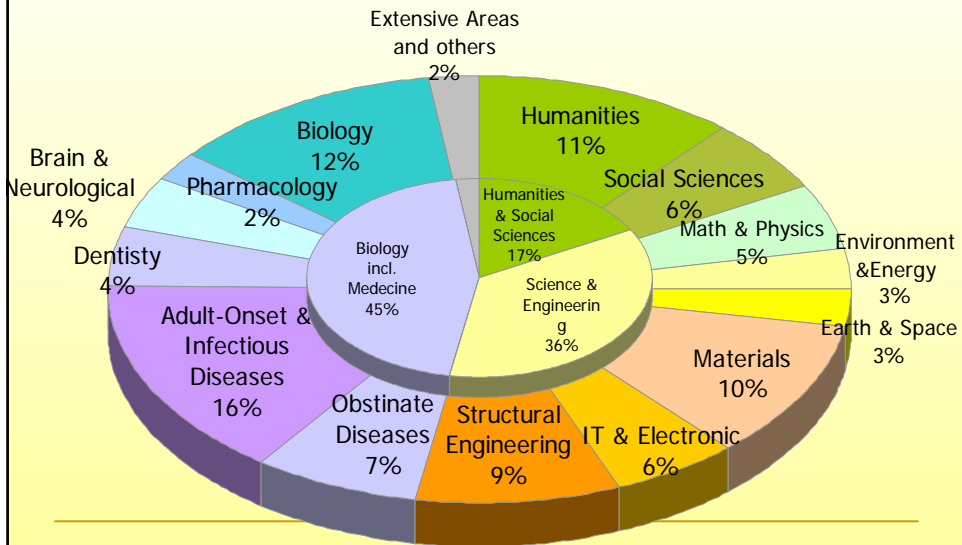 Extensive Areas
and others
2%
Humanities
11%
Social Sciences
6%
Math & Physics
5%
Environment
&Energy
3%
Earth & Space
3%
Materials
10%
IT & Electronic
6%
Structural
Engineering
9%
Obstinate
Diseases
7%
Adult-Onset &
Infectious
Diseases
16%
Dentisty
4%
Brain &
Neurological
4%
Pharmacology
2%
Biology
12%
Humanities
& Social
Sciences
17%
Science &
Engineerin
g
36%
Biology
incl.
Medecine
45%